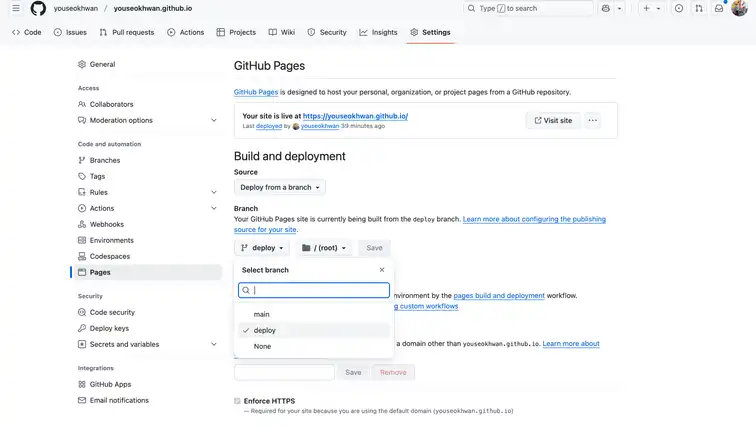 youseokhwan / youseokhwan.github.io
Type / to search
Code Issues Pull requests Actions Projects Wiki Security Insights Settings
General
Access
Collaborators
Moderation options
Code and automation
Branches
Tags
Rules
Actions
Webhooks
Environments
Codespaces
Pages
Security
Code security
Deploy keys
Secrets and variables
Integrations
GitHub Apps
Email notifications
GitHub Pages
GitHub Pages is designed to host your personal, organization, or project pages from a GitHub repository.
Your site is live at https://youseokhwan.github.io/
Last deployed by youseokhwan 39 minutes ago
Visit site
Build and deployment
Source
Deploy from a branch
Branch
Your GitHub Pages site is currently being built from the deploy branch. Learn more about configuring the publishing
source for your site.
deploy / (root) Save
Select branch
main
deploy
None
nvironment by the pages build and deployment workflow.
g custom workflows
a domain other than youseokhwan.github.io. Learn more about
Save Remove
Enforce HTTPS
— Required for your site because you are using the default domain (youseokhwan.github.io)